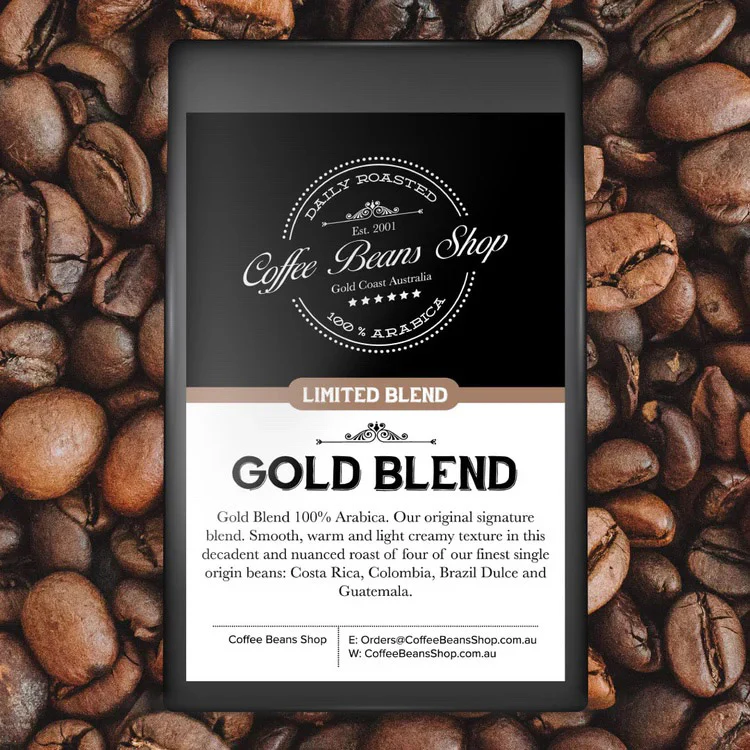 DAILY ROASTED
Est. 2001
Coffee Beans Shop
Gold Coast Australia
100% ARABICA
LIMITED BLEND
GOLD BLEND
Gold Blend 100% Arabica. Our original signature
blend. Smooth, warm and light creamy texture in this
decadent and nuanced roast of four of our finest single
origin beans: Costa Rica, Colombia, Brazil Dulce and
Guatemala.
Coffee Beans Shop
E: Orders@CoffeeBeansShop.com.au
W: CoffeeBeansShop.com.au